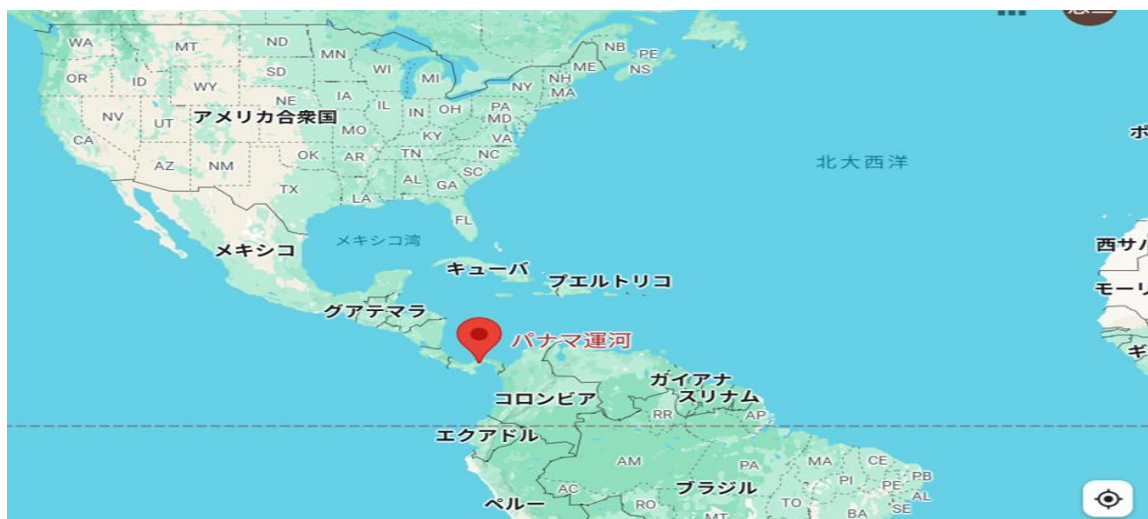 WA
MT
ND
MN
NB
PE
OR
ID
WY
SD
WI
MI
NY
ME
NH
NS
MA
NV
UT
アメリカ合衆国
NE
IA
IL
IN
OH
PA
MD
CA
MO
KY
VA
AZ
NM
OK
AR
TN
NC
SC
TX
LA
AL
GA
FL
北大西洋
メキシコ
メキシコ湾
キューバ
プエルトリコ
グアテマラ
パナマ運河
コロンビア
ガイアナ
スリナム
RR
AP
エクアドル
AM
PA
MA
CE
PB
PI
PE
AL
ペルー
AC
RO
ブラジル
MT
TO
BA
SE